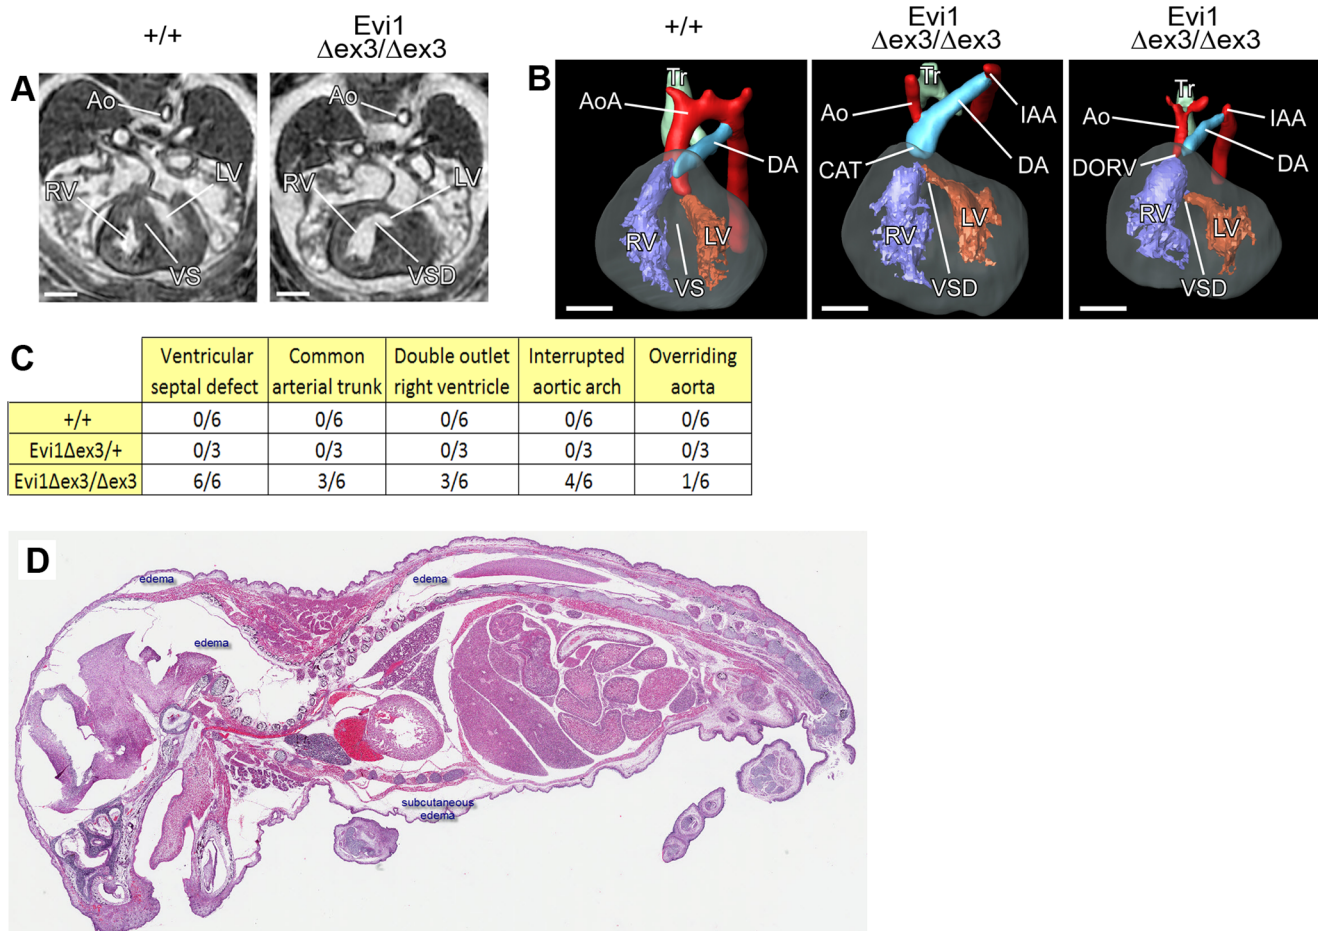 +/+
Evi1
Δex3/Δex3
A
Ao
RV
LV
VS
Ao
RV
LV
VSD
+/+
Evi1
Δex3/Δex3
Evi1
Δex3/Δex3
B
Tr
AoA
DA
RV
LV
VS
Tr
Ao
IAA
CAT
DA
RV
LV
VSD
Tr
Ao
IAA
DORV
DA
RV
LV
VSD
C
Ventricular septal defect
Common arterial trunk
Double outlet right ventricle
Interrupted aortic arch
Overriding aorta
+/+ 0/6 0/6 0/6 0/6 0/6
Evi1Δex3/+ 0/3 0/3 0/3 0/3 0/3
Evi1Δex3/Δex3 6/6 3/6 3/6 4/6 1/6
D
edema
edema
edema
subcutaneous
edema